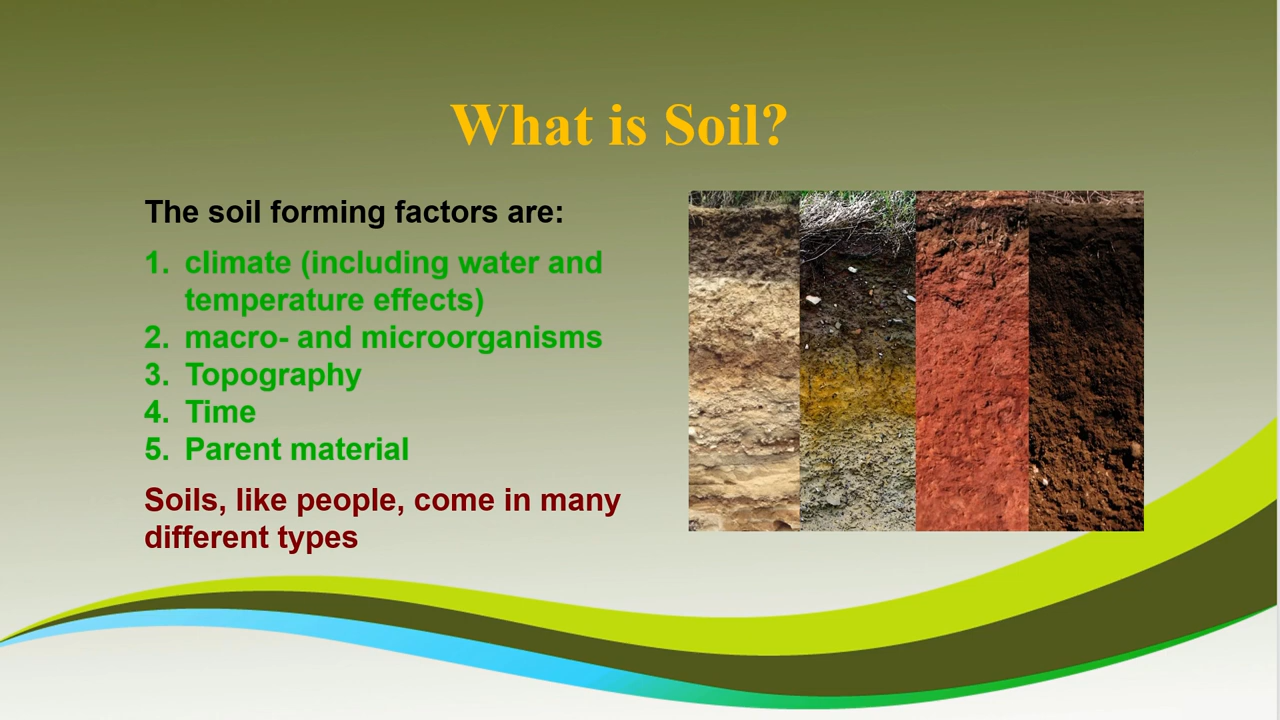 What is Soil?
The soil forming factors are:
1. climate (including water and
temperature effects)
2. macro- and microorganisms
3. Topography
4. Time
5. Parent material
Soils, like people, come in many
different types